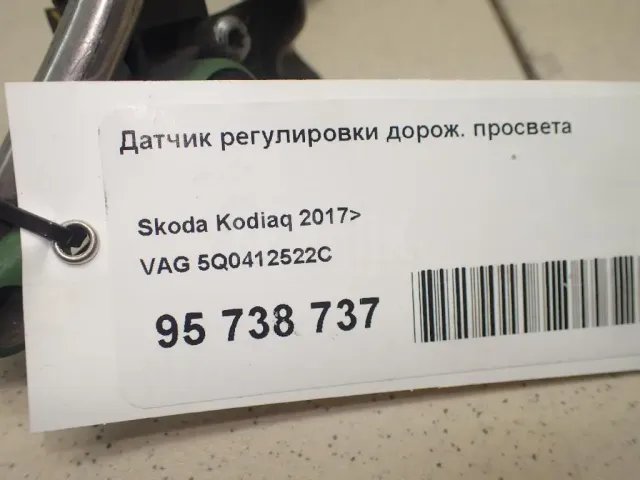 Датчик регулировки дорож. просвета
Skoda Kodiaq 2017>
VAG 5Q0412522C
95 738 737